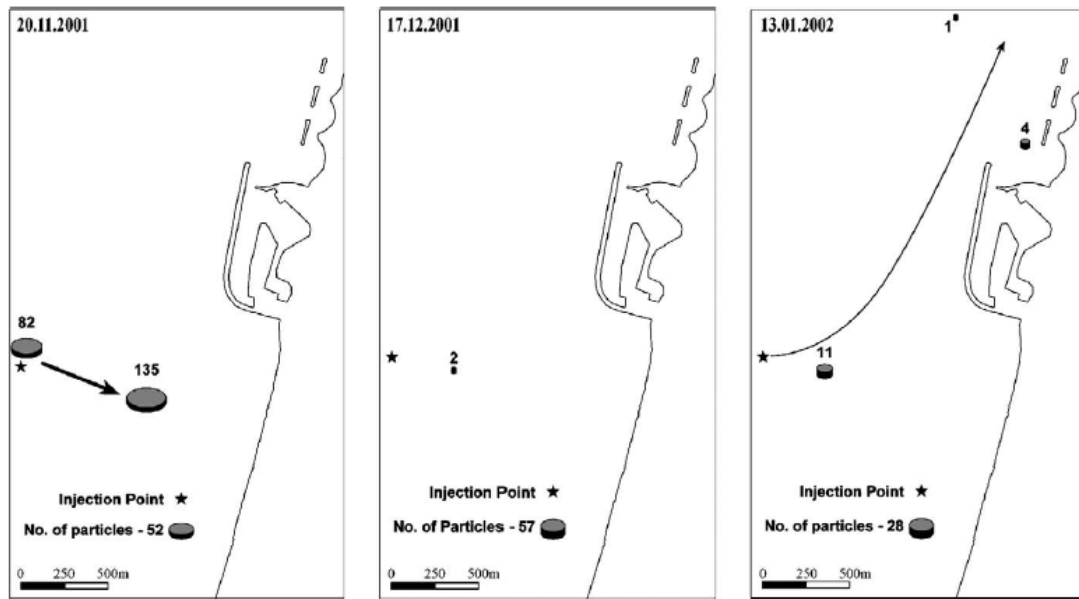 20.11.2001
82
135
Injection Point
No. of particles - 52
0 250 500m
17.12.2001
2
Injection Point
No. of Particles - 57
0 250 500m
13.01.2002
1
4
11
Injection Point
No. of particles - 28
0 250 500m